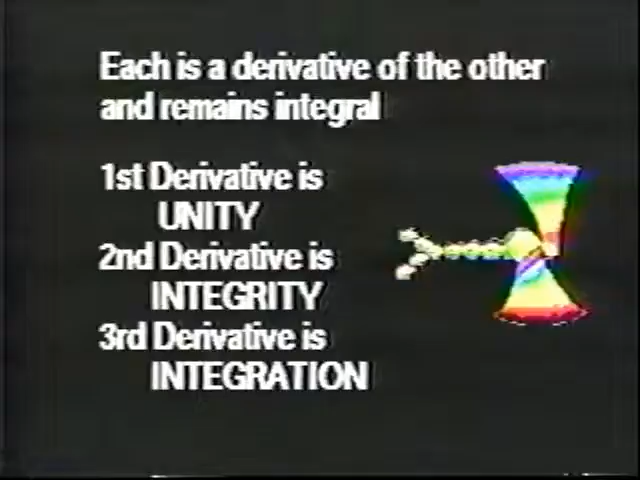 Each is a derivative of the other
and remains integral
1st Derivative is
UNITY
2nd Derivative is
INTEGRITY
3rd Derivative is
INTEGRATION